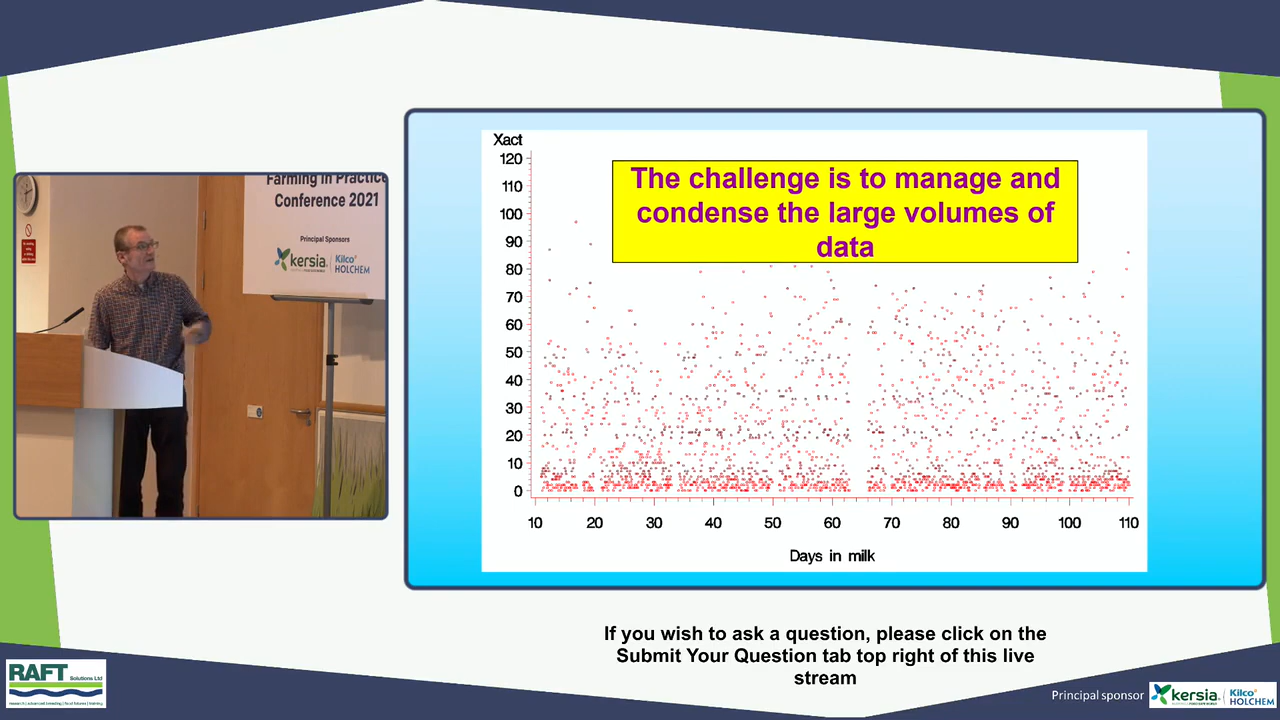 Farming in Practice
Conference 2021
Principal Sponsors
kersia
Kilco
HOLCHEM
Xact
The challenge is to manage and
condense the large volumes of
data
120
110
100
90
80
70
60
50
40
30
20
10
0
10 20 30 40 50 60 70 80 90 100 110
Days in milk
If you wish to ask a question, please click on the
Submit Your Question tab top right of this live
stream
RAFT
Solutions Ltd
Principal sponsor
kersia
Kilco
HOLCHEM